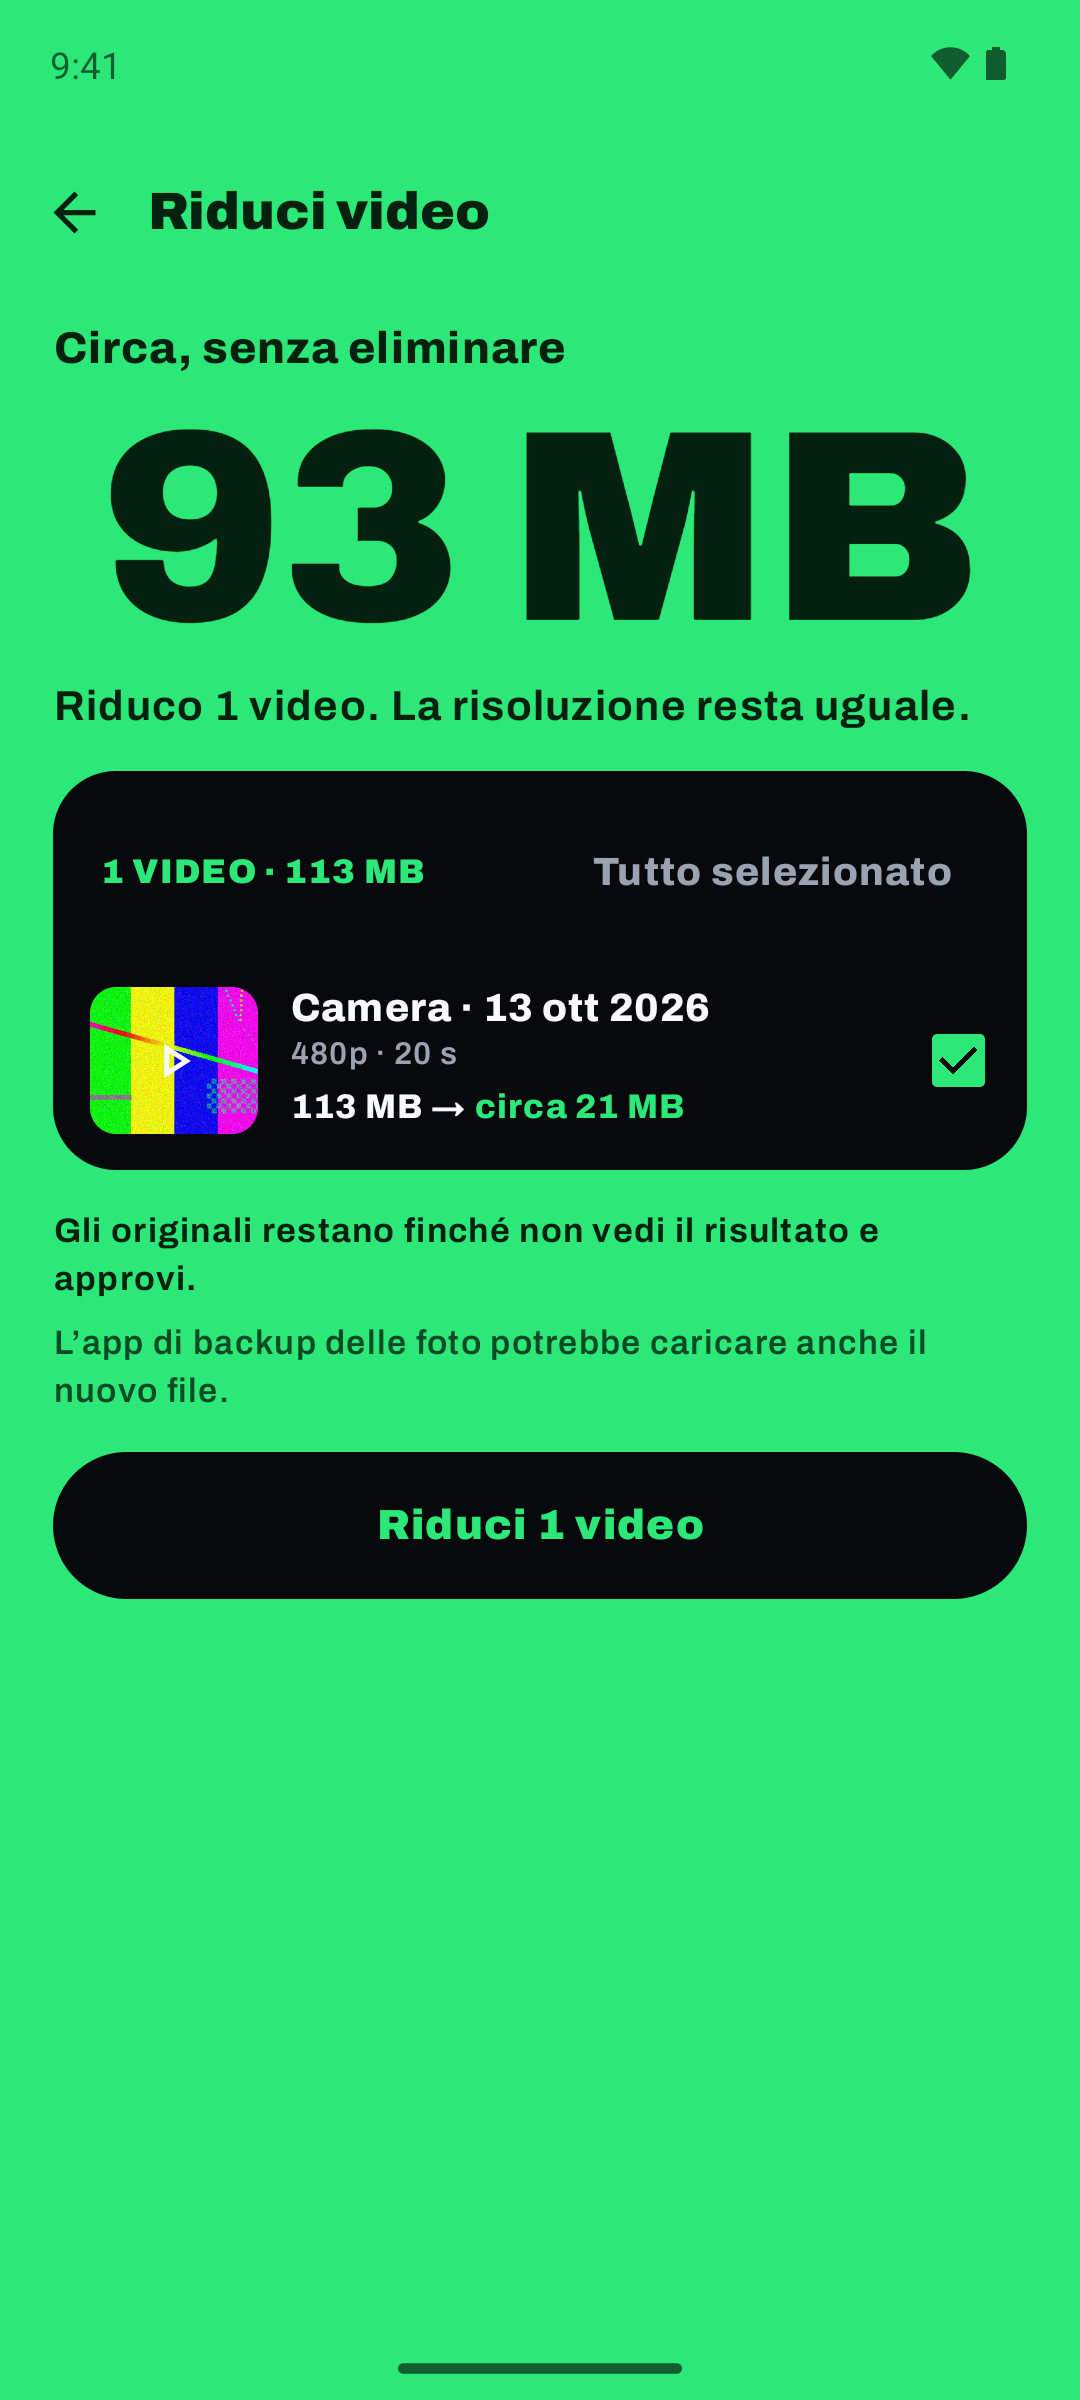 9:41
Riduci video
Circa, senza eliminare
93 MB
Riduco 1 video. La risoluzione resta uguale.
1 VIDEO · 113 MB
Tutto selezionato
Camera · 13 ott 2026
480p · 20 s
113 MB → circa 21 MB
Gli originali restano finché non vedi il risultato e
approvi.
L’app di backup delle foto potrebbe caricare anche il
nuovo file.
Riduci 1 video